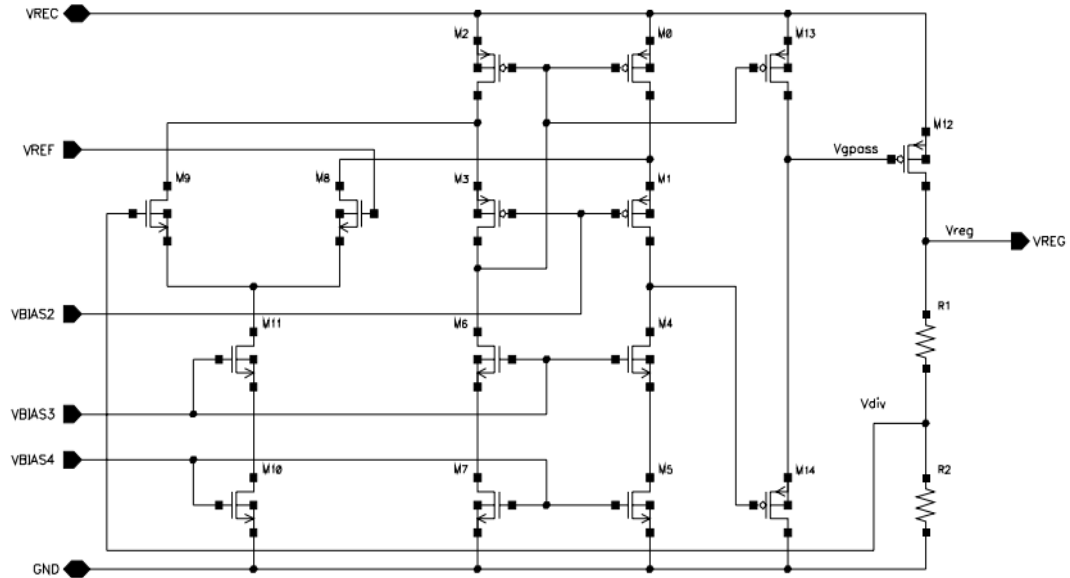 VREC
M2
M0
M13
M12
VREF
Vgpass
M9
M8
M3
M1
Vreg
VREG
VBIAS2
R1
M11
M6
M4
VBIAS3
Vdiv
VBIAS4
M10
M7
M5
M14
R2
GND